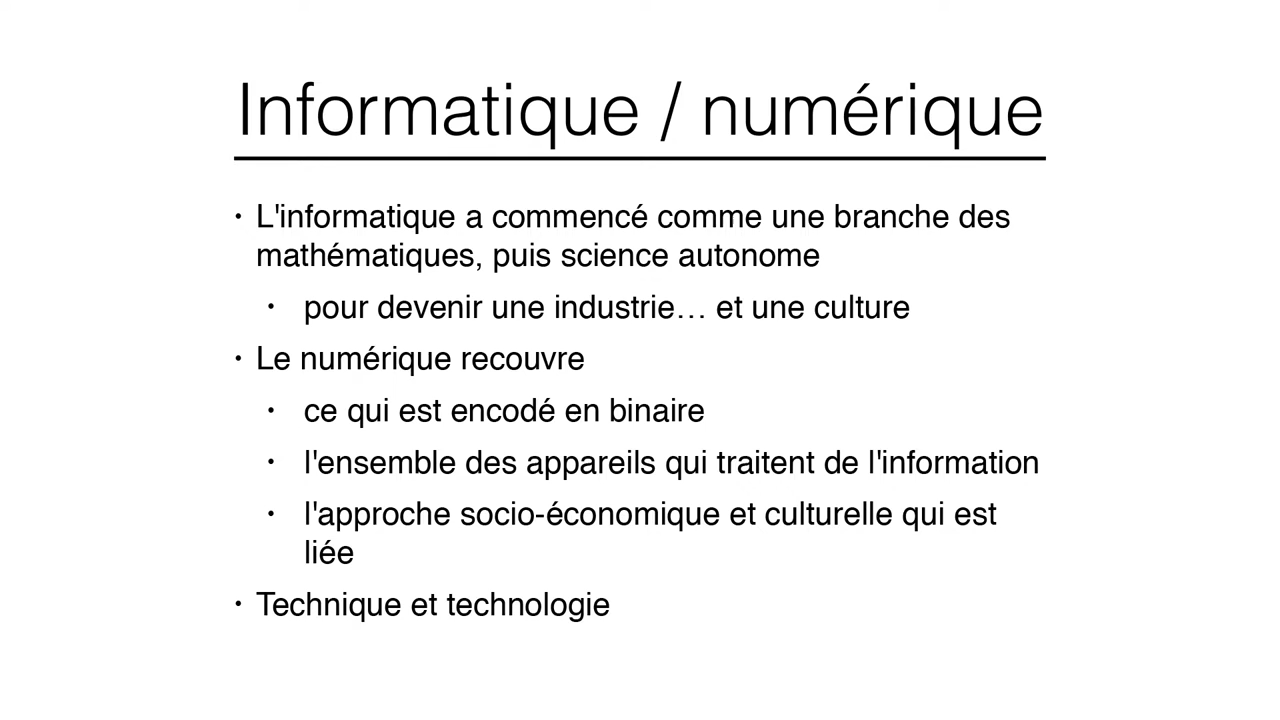 Informatique / numérique
• L'informatique a commencé comme une branche des
mathématiques, puis science autonome
• pour devenir une industrie… et une culture
• Le numérique recouvre
• ce qui est encodé en binaire
• l'ensemble des appareils qui traitent de l'information
• l'approche socio-économique et culturelle qui est
liée
• Technique et technologie